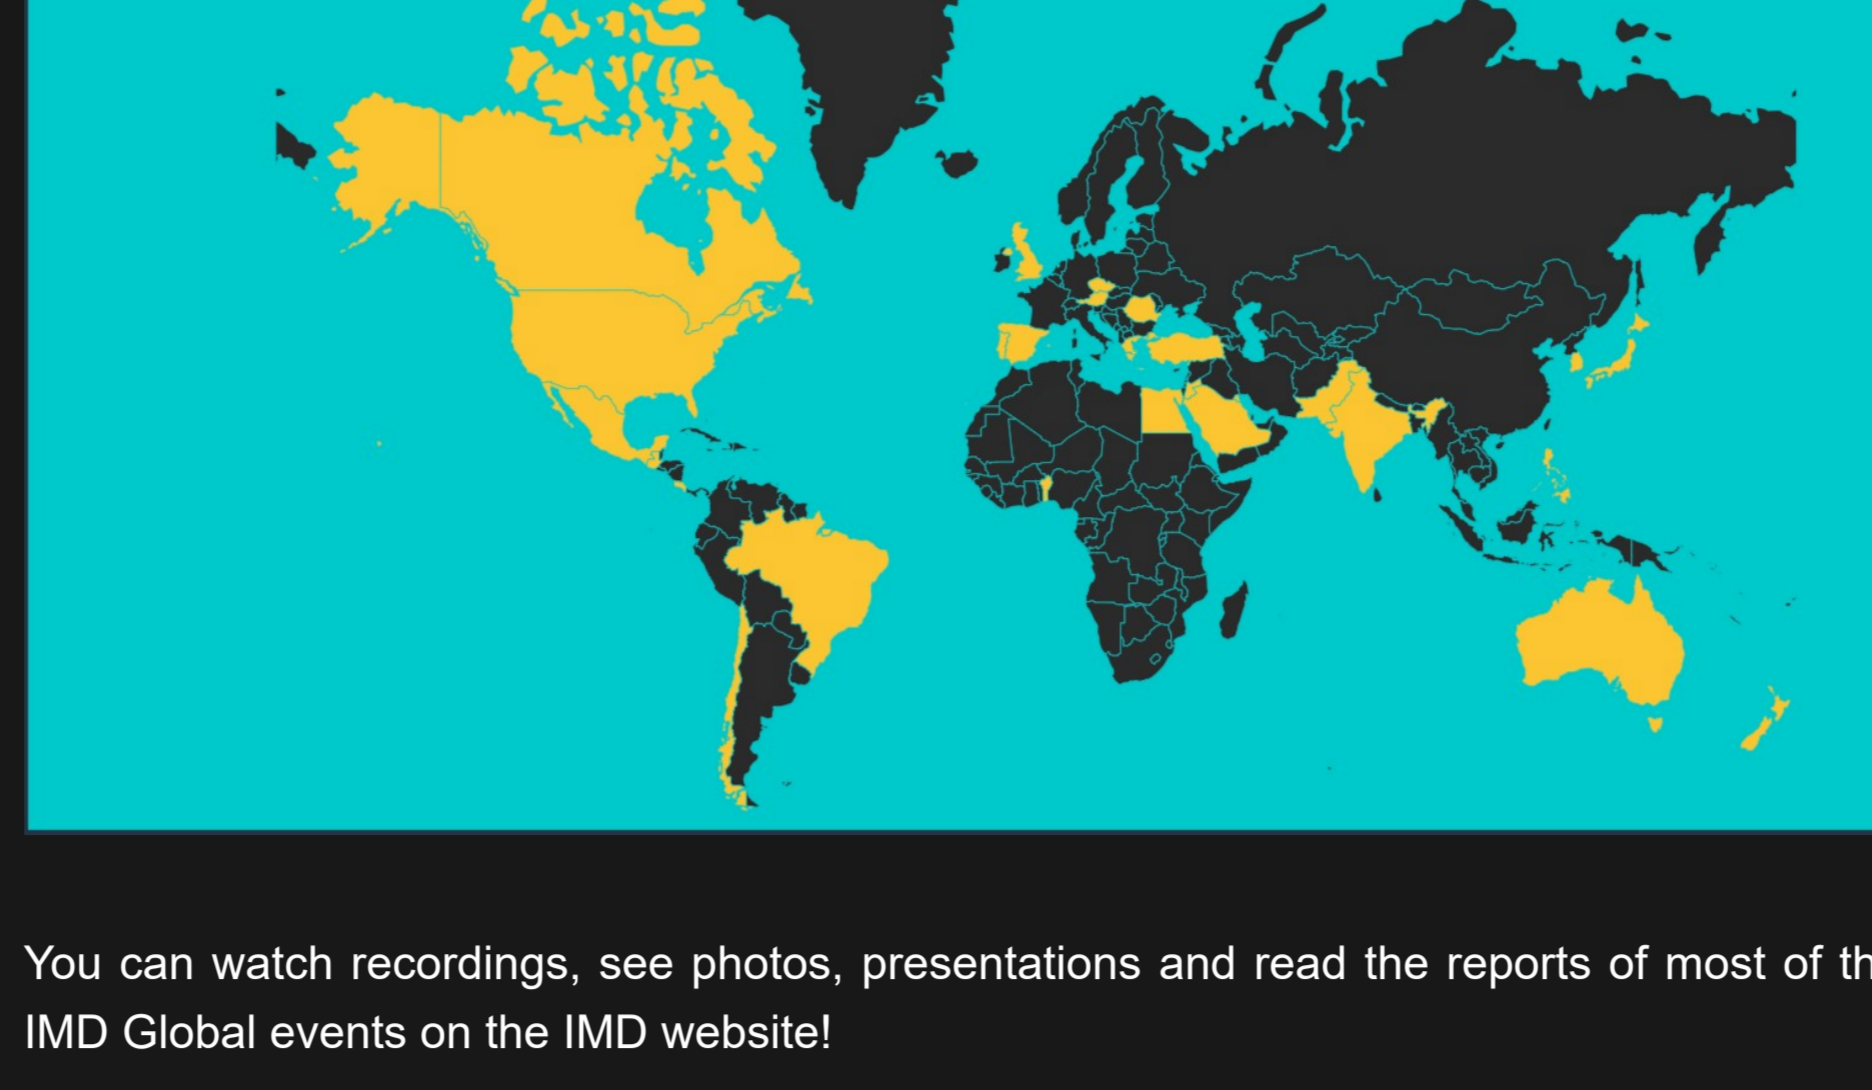 You can watch recordings, see photos, presentations and read the reports of most of
IMD Global events on the IMD website!